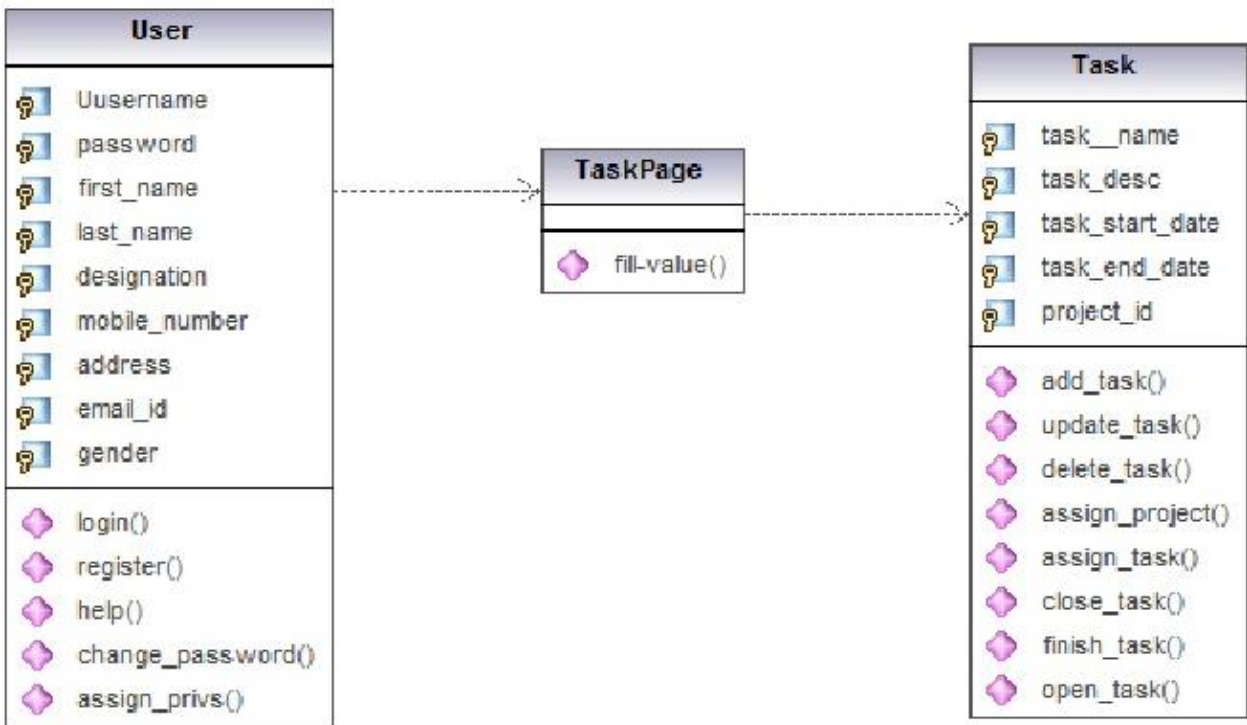 User
Uusername
password
first_name
last_name
designation
mobile_number
address
email_id
gender
login()
register()
help()
change_password()
assign_privs()
TaskPage
fill-value()
Task
task__name
task_desc
task_start_date
task_end_date
project_id
add_task()
update_task()
delete_task()
assign_project()
assign_task()
close_task()
finish_task()
open_task()